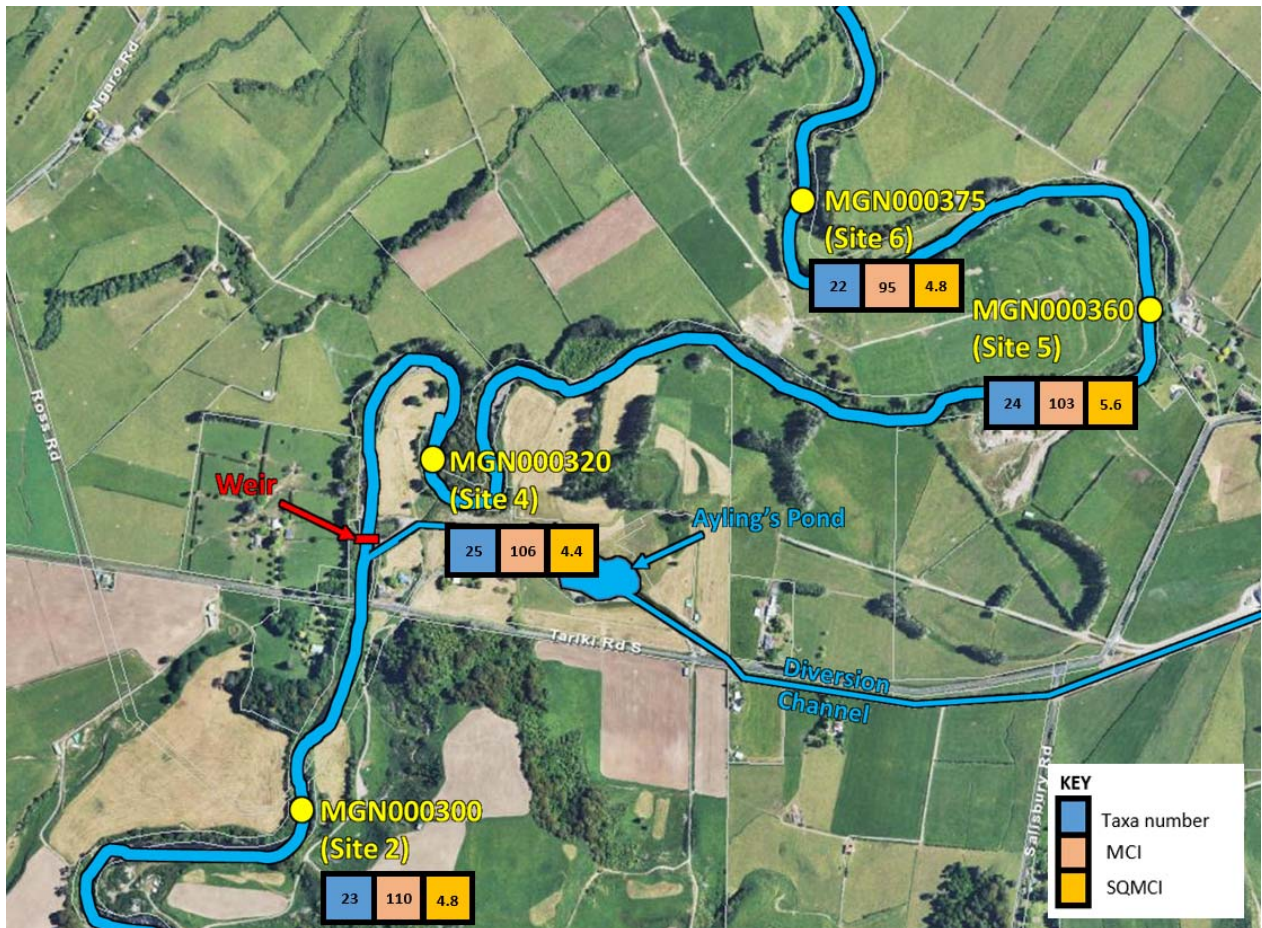 Ngaro Rd
MGN000375
(Site 6)
22 95 4.8
MGN000360
(Site 5)
24 103 5.6
Ross Rd
MGN000320
(Site 4)
25 106 4.4
Weir
Ayling's Pond
Tariki Rd S
Diversion
Channel
Salisbury Rd
MGN000300
(Site 2)
23 110 4.8
KEY
Taxa number
MCI
SQMCI